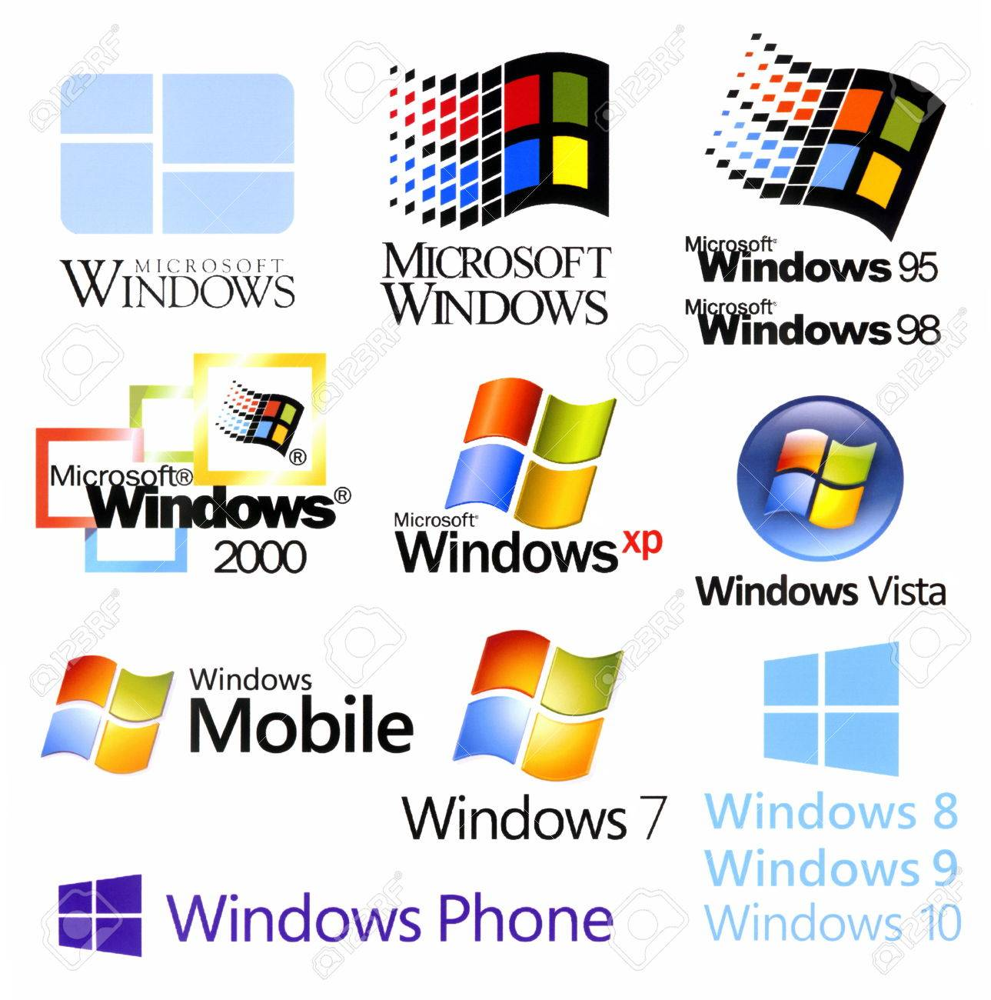 MICROSOFT
WINDOWS
MICROSOFT
WINDOWS
Microsoft®
Windows 95
Microsoft®
Windows 98
®
Microsoft®
Windows®
2000
Microsoft®
Windows xp
Windows Vista
Windows
Mobile
Windows 7
Windows 8
Windows 9
Windows 10
Windows Phone
123RF